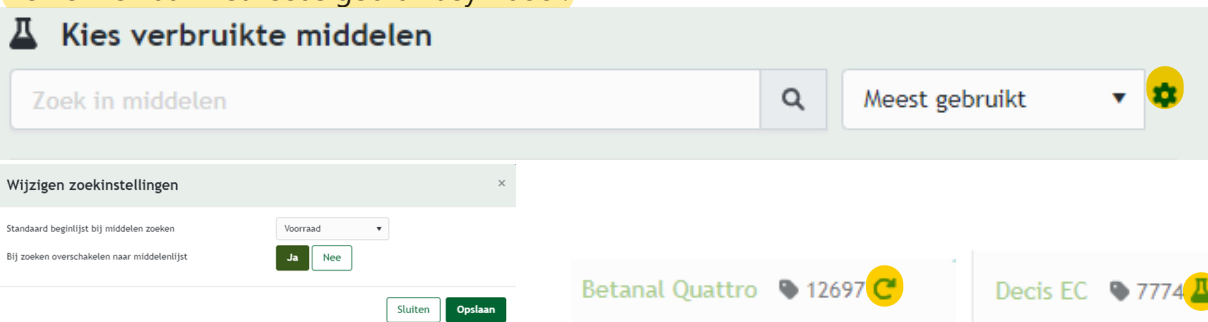 Kies verbruikte middelen
Zoek in middelen
Meest gebruikt
Wijzigen zoekinstellingen
×
Standaard beginlijst bij middelen zoeken
Voorraad
Bij zoeken overschakelen naar middelenlijst
Ja
Nee
Sluiten
Opslaan
Betanal Quattro 12697
Decis EC 7774